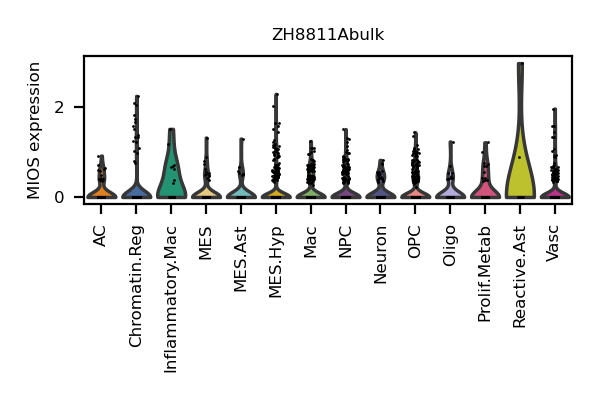 ZH8811Abulk
MIOS expression
2
0
AC
Chromatin.Reg
Inflammatory.Mac
MES
MES.Ast
MES.Hyp
Mac
NPC
Neuron
OPC
Oligo
Prolif.Metab
Reactive.Ast
Vasc